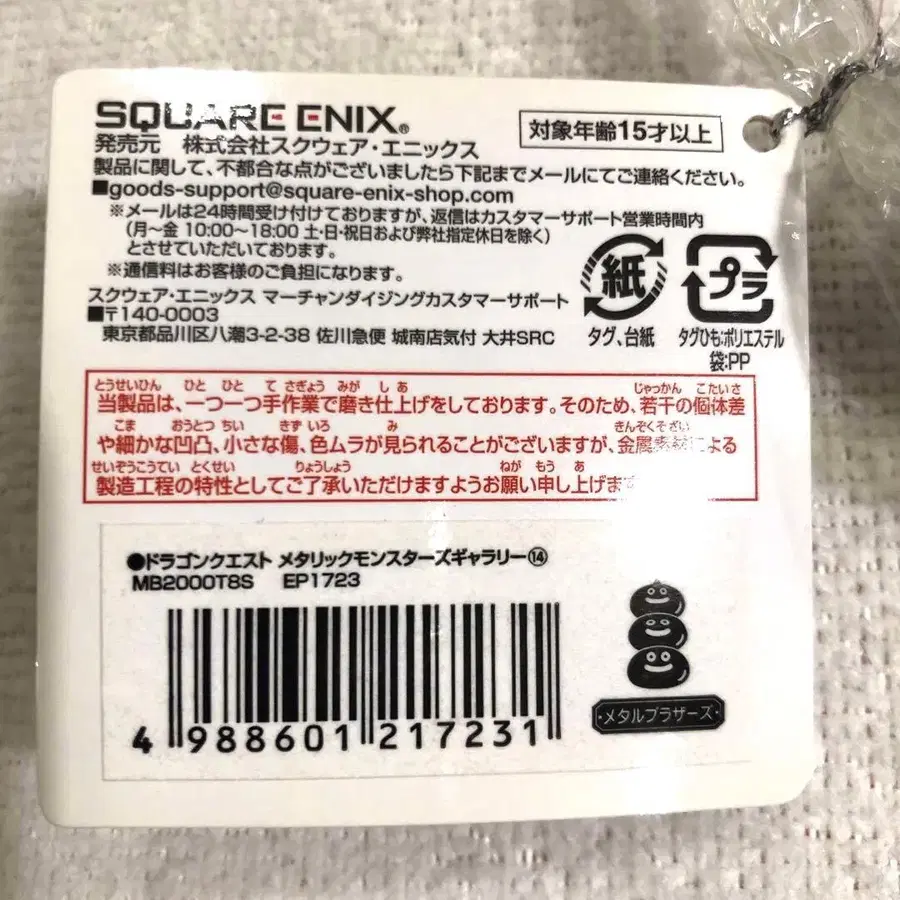 SQUARE ENIX®
対象年齢15才以上
発売元 株式会社スクウェア・エニックス
製品に関して、不都合な点がございましたら下記までメールにてご連絡ください。
■goods-support@square-enix-shop.com
※メールは24時間受け付けておりますが、返信はカスタマーサポート営業時間内
(月〜金 10:00〜18:00 土・日・祝日および弊社指定休日を除く)
とさせていただいております。
※通信料はお客様のご負担になります。
スクウェア・エニックス マーチャンダイジングカスタマーサポート
■〒140-0003
東京都品川区八潮3-2-38 佐川急便 城南店気付 大井SRC
紙
タグ、台紙
プラ
タグひも:ポリエステル
袋:PP
とうせいひん ひと ひと て さぎょう みが し あ じゃっかん こたいさ
当製品は、一つ一つ手作業で磨き仕上げをしております。そのため、若干の個体差
こま おうとつ ちい きず いろ み きんぞくそざい
や細かな凹凸、小さな傷、色ムラが見られることがございますが、金属素材による
せいぞうこうてい とくせい りょうしょう ねが もう あ
製造工程の特性としてご了承いただけますようお願い申し上げます
●ドラゴンクエスト メタリックモンスターズギャラリー⑭
MB2000T8S EP1723
4 988601 217231
・メタルブラザーズ・